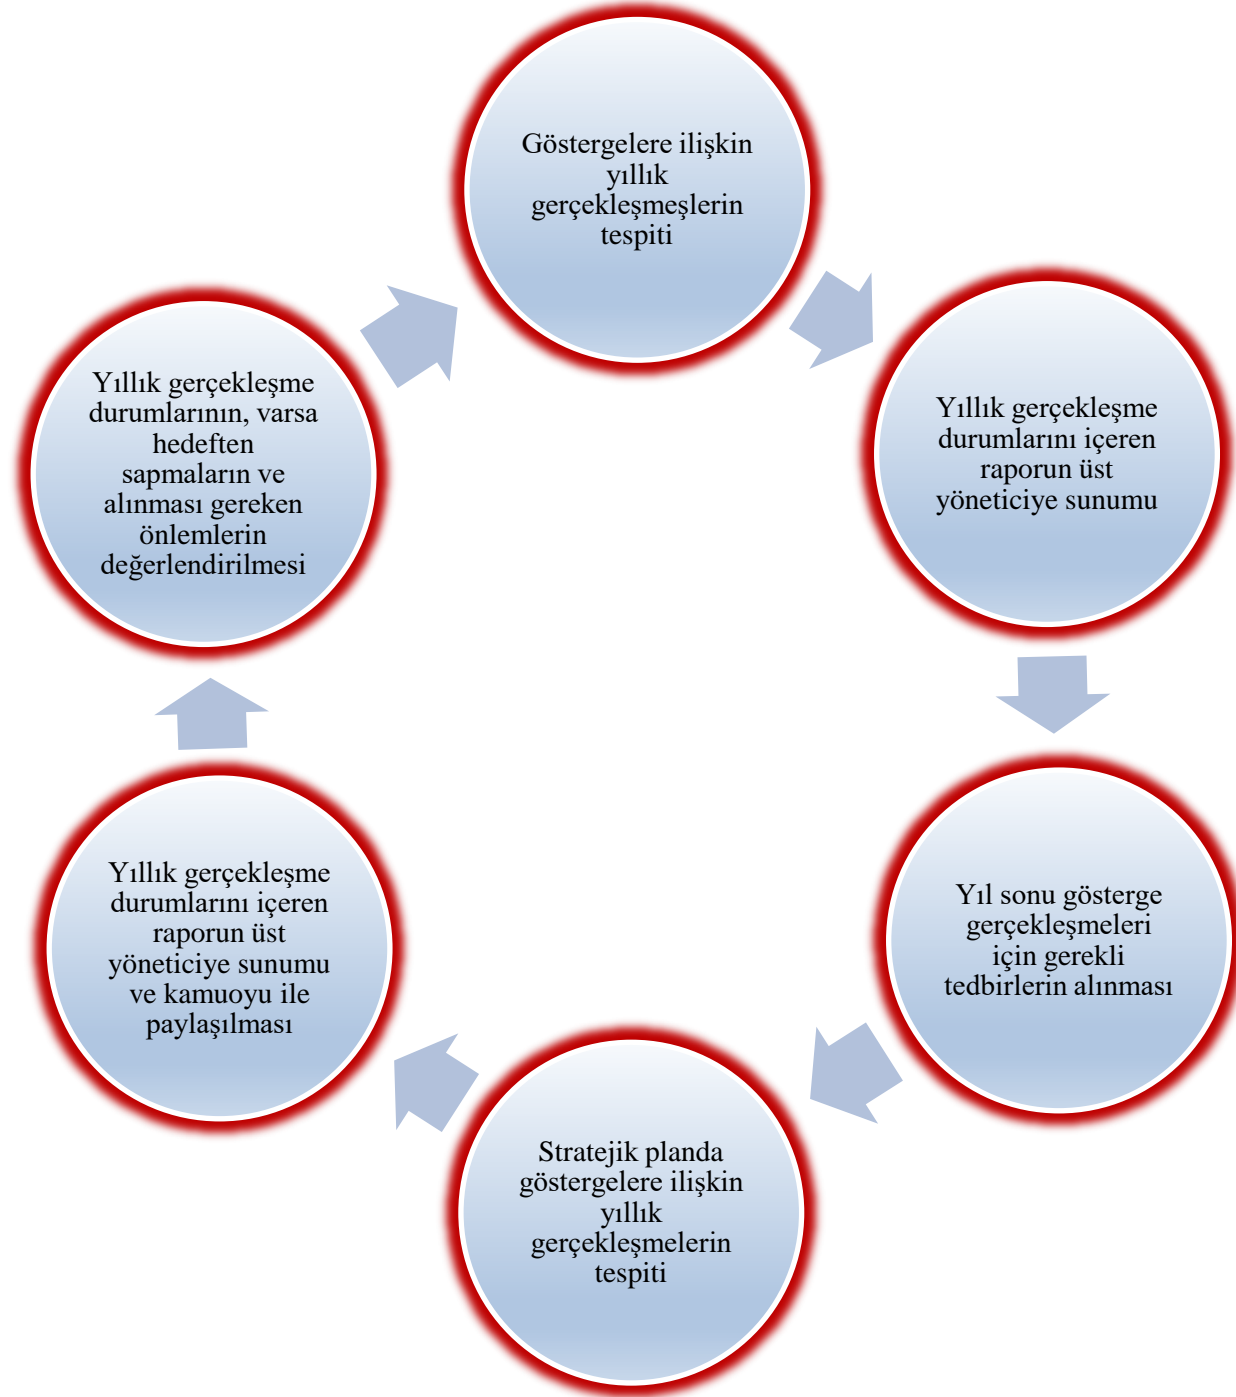 Göstergelere ilişkin
yıllık
gerçekleşmeşlerin
tespiti
Yıllık gerçekleşme
durumlarını içeren
raporun üst
yöneticiye sunumu
Yıl sonu gösterge
gerçekleşmeleri
için gerekli
tedbirlerin alınması
Stratejik planda
göstergelere ilişkin
yıllık
gerçekleşmelerin
tespiti
Yıllık gerçekleşme
durumlarını içeren
raporun üst
yöneticiye sunumu
ve kamuoyu ile
paylaşılması
Yıllık gerçekleşme
durumlarının, varsa
hedeften
sapmaların ve
alınması gereken
önlemlerin
değerlendirilmesi